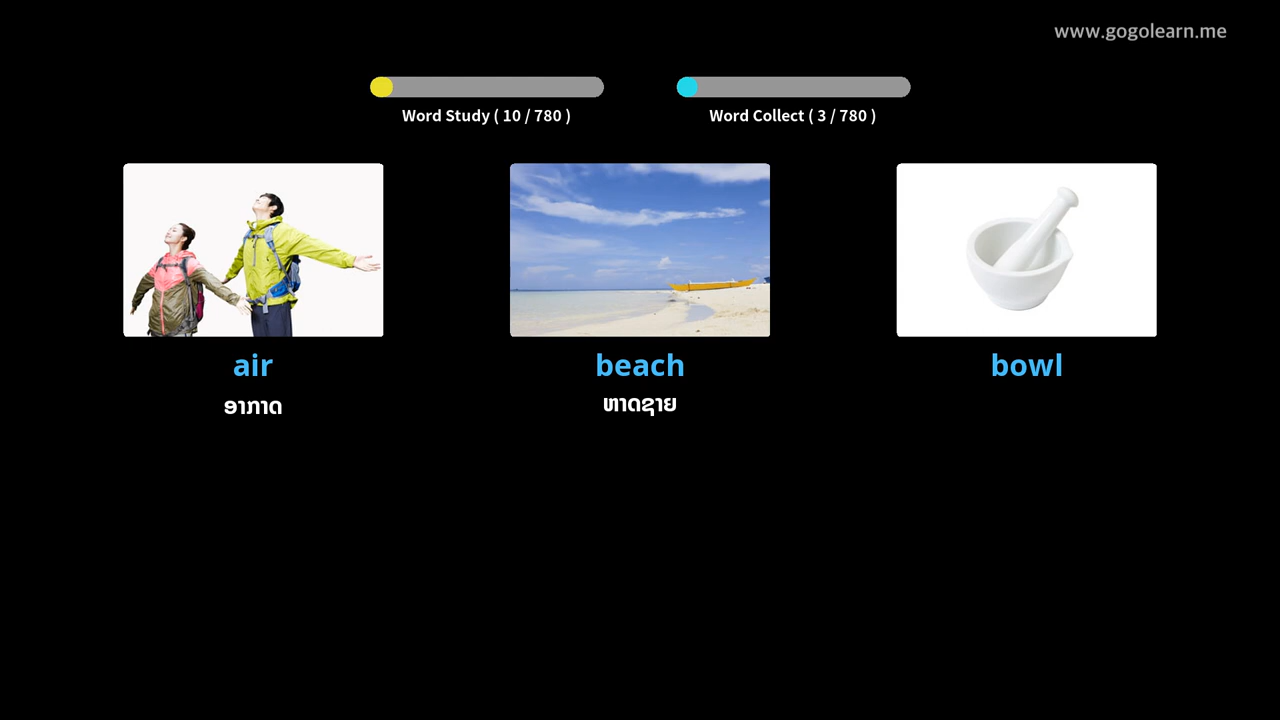 www.gogolearn.me
Word Study ( 10 / 780 )
Word Collect ( 3 / 780 )
air
beach
bowl
ອາກາດ
ຫາດຊາຍ